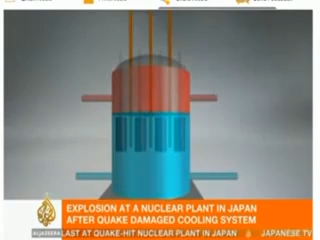 EXPLOSION AT A NUCLEAR PLANT IN JAPAN
AFTER QUAKE DAMAGED COOLING SYSTEM
ALJAZEERA
LAST AT QUAKE-HIT NUCLEAR PLANT IN JAPAN
JAPANESE TV